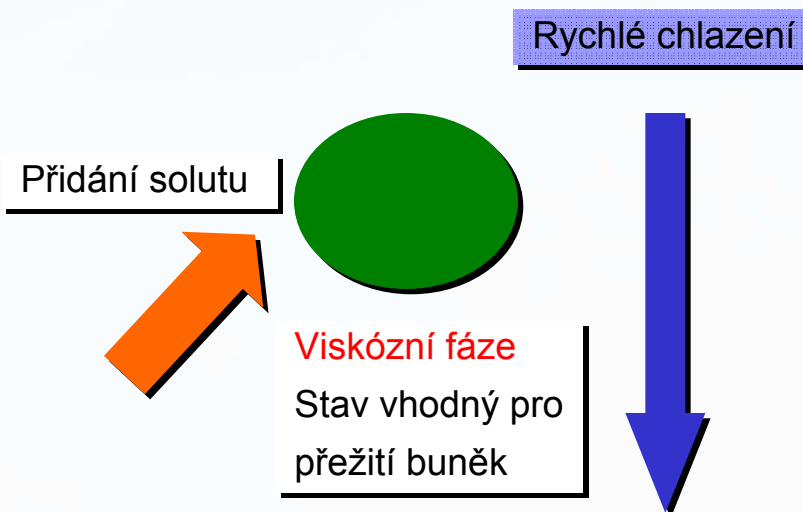 Rychlé chlazení
Přidání solutu
Viskózní fáze
Stav vhodný pro
přežití buněk